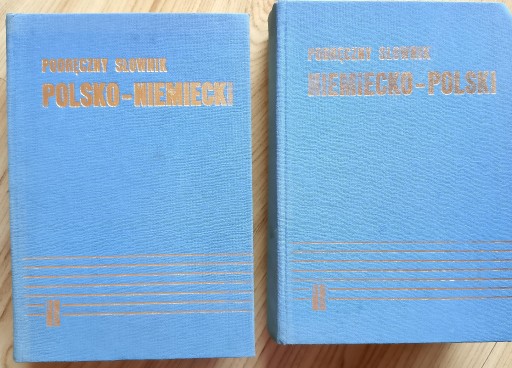 PODRĘCZNY SŁOWNIK
POLSKO-NIEMIECKI
PODRĘCZNY SŁOWNIK
NIEMIECKO-POLSKI